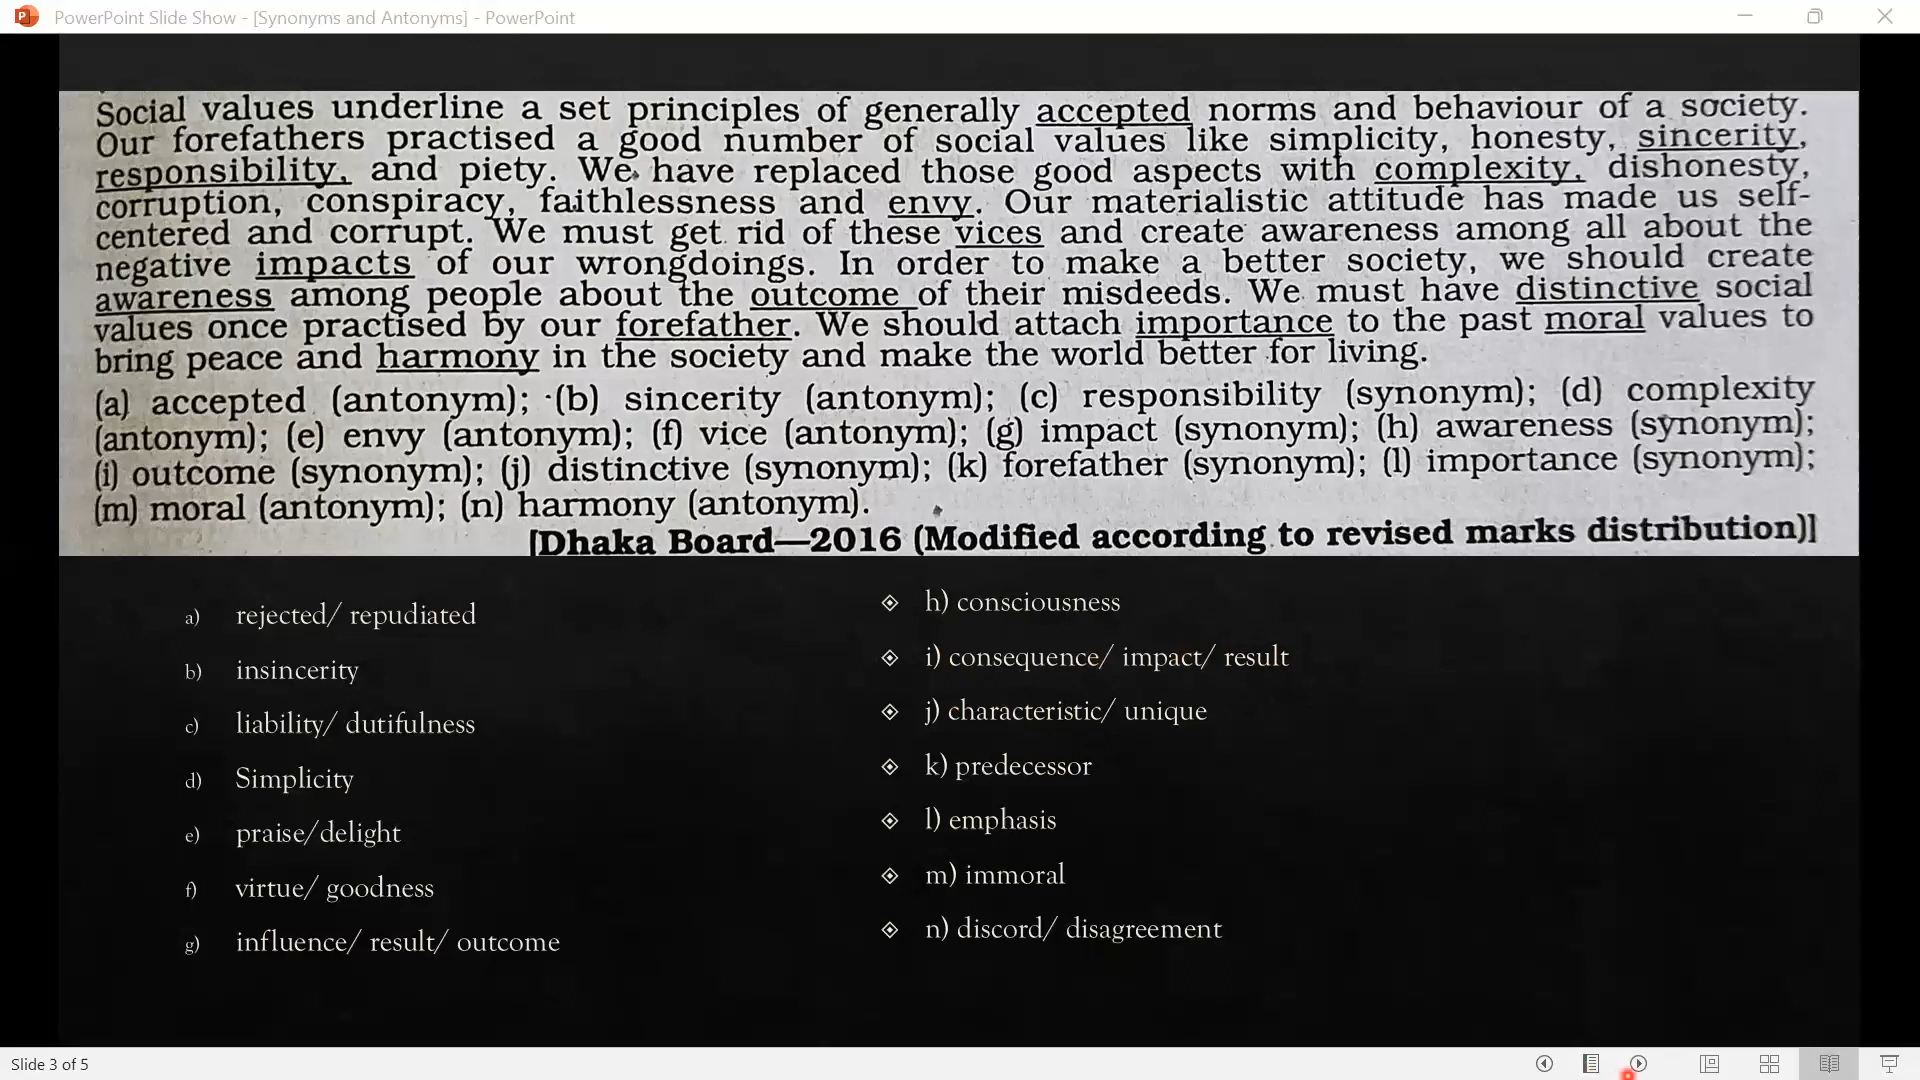 PowerPoint Slide Show - [Synonyms and Antonyms] - PowerPoint
Social values underline a set principles of generally accepted norms and behaviour of a society.
Our forefathers practised a good number of social values like simplicity, honesty, sincerity,
responsibility, and piety. We have replaced those good aspects with complexity, dishonesty,
corruption, conspiracy, faithlessness and envy. Our materialistic attitude has made us self-
centered and corrupt. We must get rid of these vices and create awareness among all about the
negative impacts of our wrongdoings. In order to make a better society, we should create
awareness among people about the outcome of their misdeeds. We must have distinctive social
values once practised by our forefather. We should attach importance to the past moral values to
bring peace and harmony in the society and make the world better for living.
(a) accepted (antonym); (b) sincerity (antonym); (c) responsibility (synonym); (d) complexity
(antonym); (e) envy (antonym); (f) vice (antonym); (g) impact (synonym); (h) awareness (synonym);
(i) outcome (synonym); (j) distinctive (synonym); (k) forefather (synonym); (l) importance (synonym);
(m) moral (antonym); (n) harmony (antonym).
[Dhaka Board—2016 (Modified according to revised marks distribution)]
a) rejected/ repudiated
b) insincerity
c) liability/ dutifulness
d) Simplicity
e) praise/delight
f) virtue/ goodness
g) influence/ result/ outcome
h) consciousness
i) consequence/ impact/ result
j) characteristic/ unique
k) predecessor
l) emphasis
m) immoral
n) discord/ disagreement
Slide 3 of 5